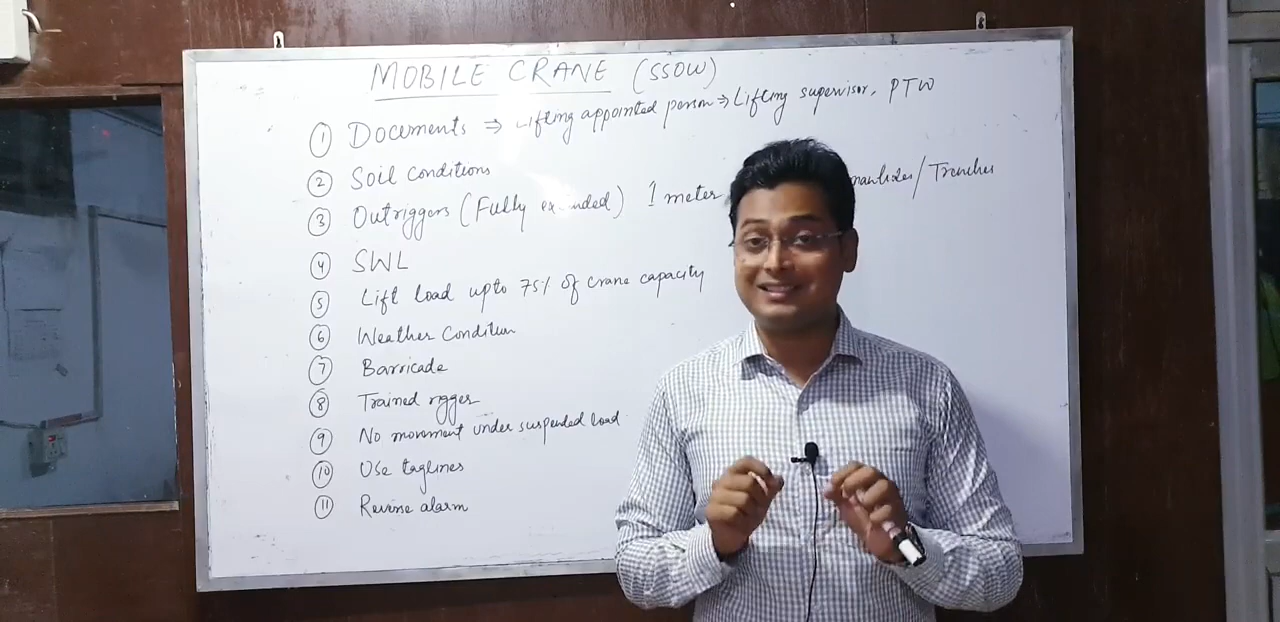 MOBILE CRANE (SSOW)
① Documents ⇒ Lifting appointed person ⇒ Lifting supervisor, PTW
② Soil conditions
③ Outriggers (Fully extended) 1 meter manholes/Trenches
④ SWL
⑤ Lift load upto 75% of crane capacity
⑥ Weather Condition
⑦ Barricade
⑧ Trained rigger
⑨ No movement under suspended load
⑩ Use taglines
⑪ Reverse alarm